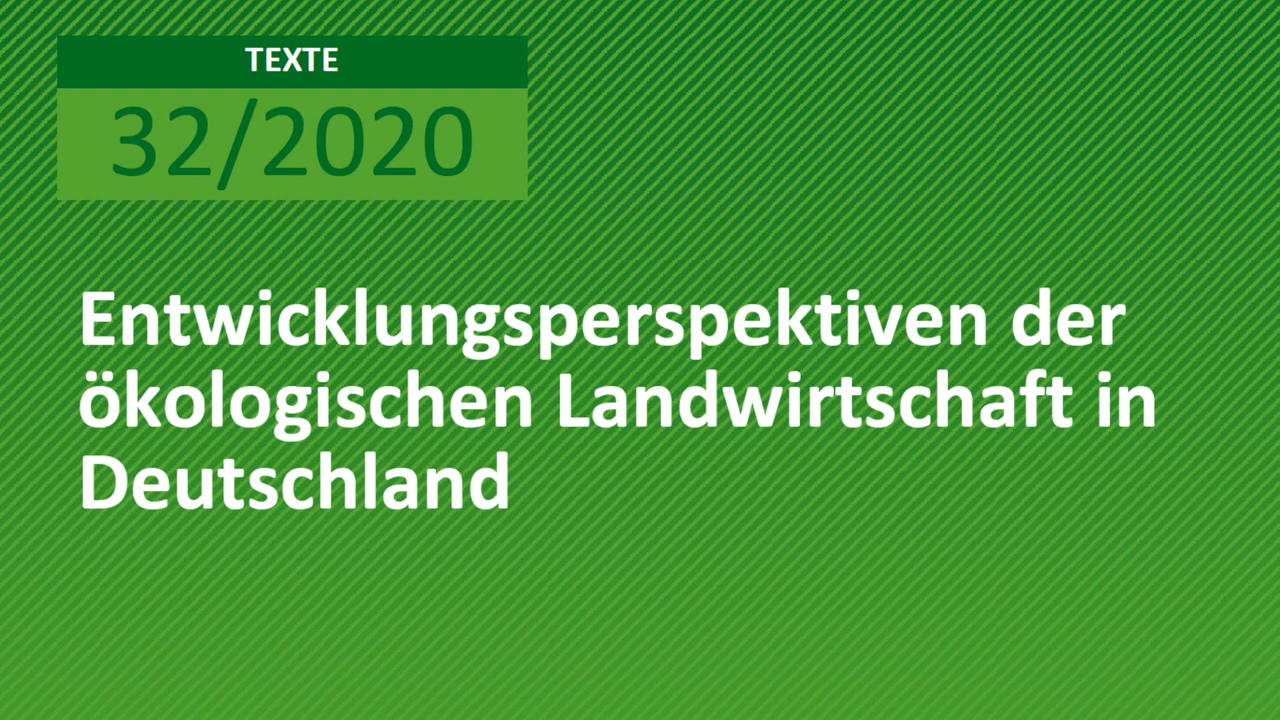 TEXTE
32/2020
Entwicklungsperspektiven der
ökologischen Landwirtschaft in
Deutschland